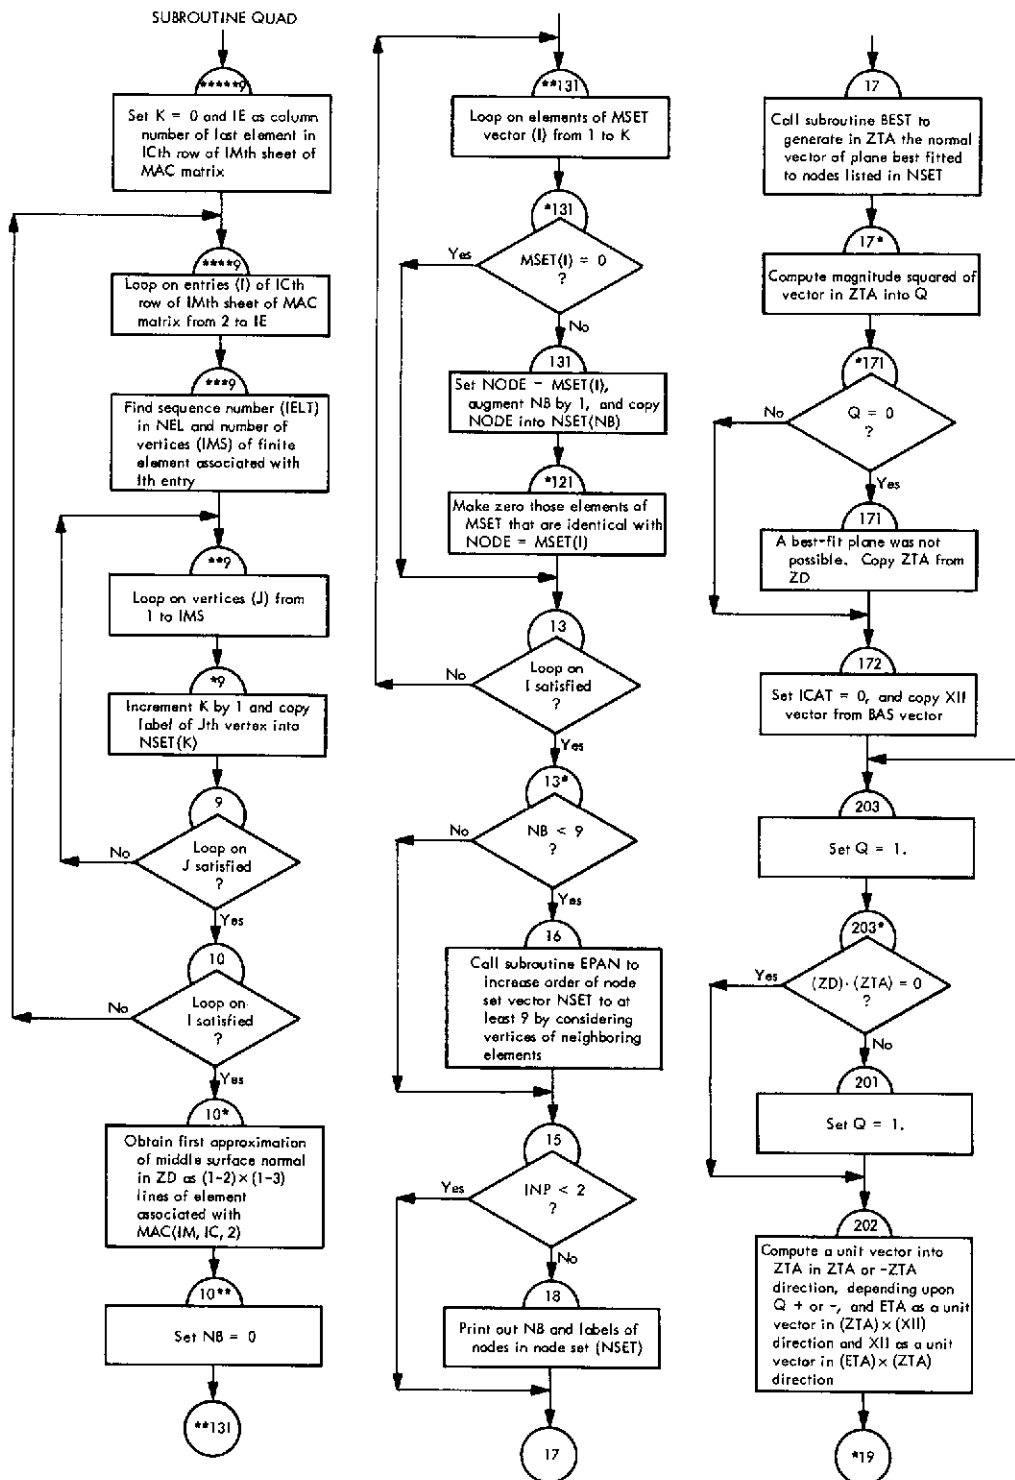 SUBROUTINE QUAD
*****9
Set K = 0 and IE as column
number of last element in
ICth row of IMth sheet of
MAC matrix
****9
Loop on entries (I) of ICth
row of IMth sheet of MAC
matrix from 2 to IE
***9
Find sequence number (IELT)
in NEL and number of
vertices (IMS) of finite
element associated with
Ith entry
**9
Loop on vertices (J) from
1 to IMS
*9
Increment K by 1 and copy
label of Jth vertex into
NSET(K)
9
Loop on
J satisfied
?
No
Yes
10
Loop on
I satisfied
?
No
Yes
10*
Obtain first approximation
of middle surface normal
in ZD as (1-2) × (1-3)
lines of element
associated with
MAC(IM, IC, 2)
10**
Set NB = 0
**131
**131
Loop on elements of MSET
vector (I) from 1 to K
*131
Yes
MSET(I) = 0
?
No
131
Set NODE = MSET(I),
augment NB by 1, and copy
NODE into NSET(NB)
*121
Make zero those elements of
MSET that are identical with
NODE = MSET(I)
13
Loop on
I satisfied
?
No
Yes
13*
No
NB < 9
?
Yes
16
Call subroutine EPAN to
increase order of node
set vector NSET to at
least 9 by considering
vertices of neighboring
elements
15
Yes
INP < 2
?
No
18
Print out NB and labels of
nodes in node set (NSET)
17
17
Call subroutine BEST to
generate in ZTA the normal
vector of plane best fitted
to nodes listed in NSET
17*
Compute magnitude squared of
vector in ZTA into Q
*171
No
Q = 0
?
Yes
171
A best-fit plane was not
possible. Copy ZTA from
ZD
172
Set ICAT = 0, and copy XII
vector from BAS vector
203
Set Q = 1.
203*
Yes
(ZD)·(ZTA) = 0
?
No
201
Set Q = 1.
202
Compute a unit vector into
ZTA in ZTA or -ZTA
direction, depending upon
Q + or -, and ETA as a unit
vector in (ZTA) × (XII)
direction and XII as a unit
vector in (ETA) × (ZTA)
direction
*19